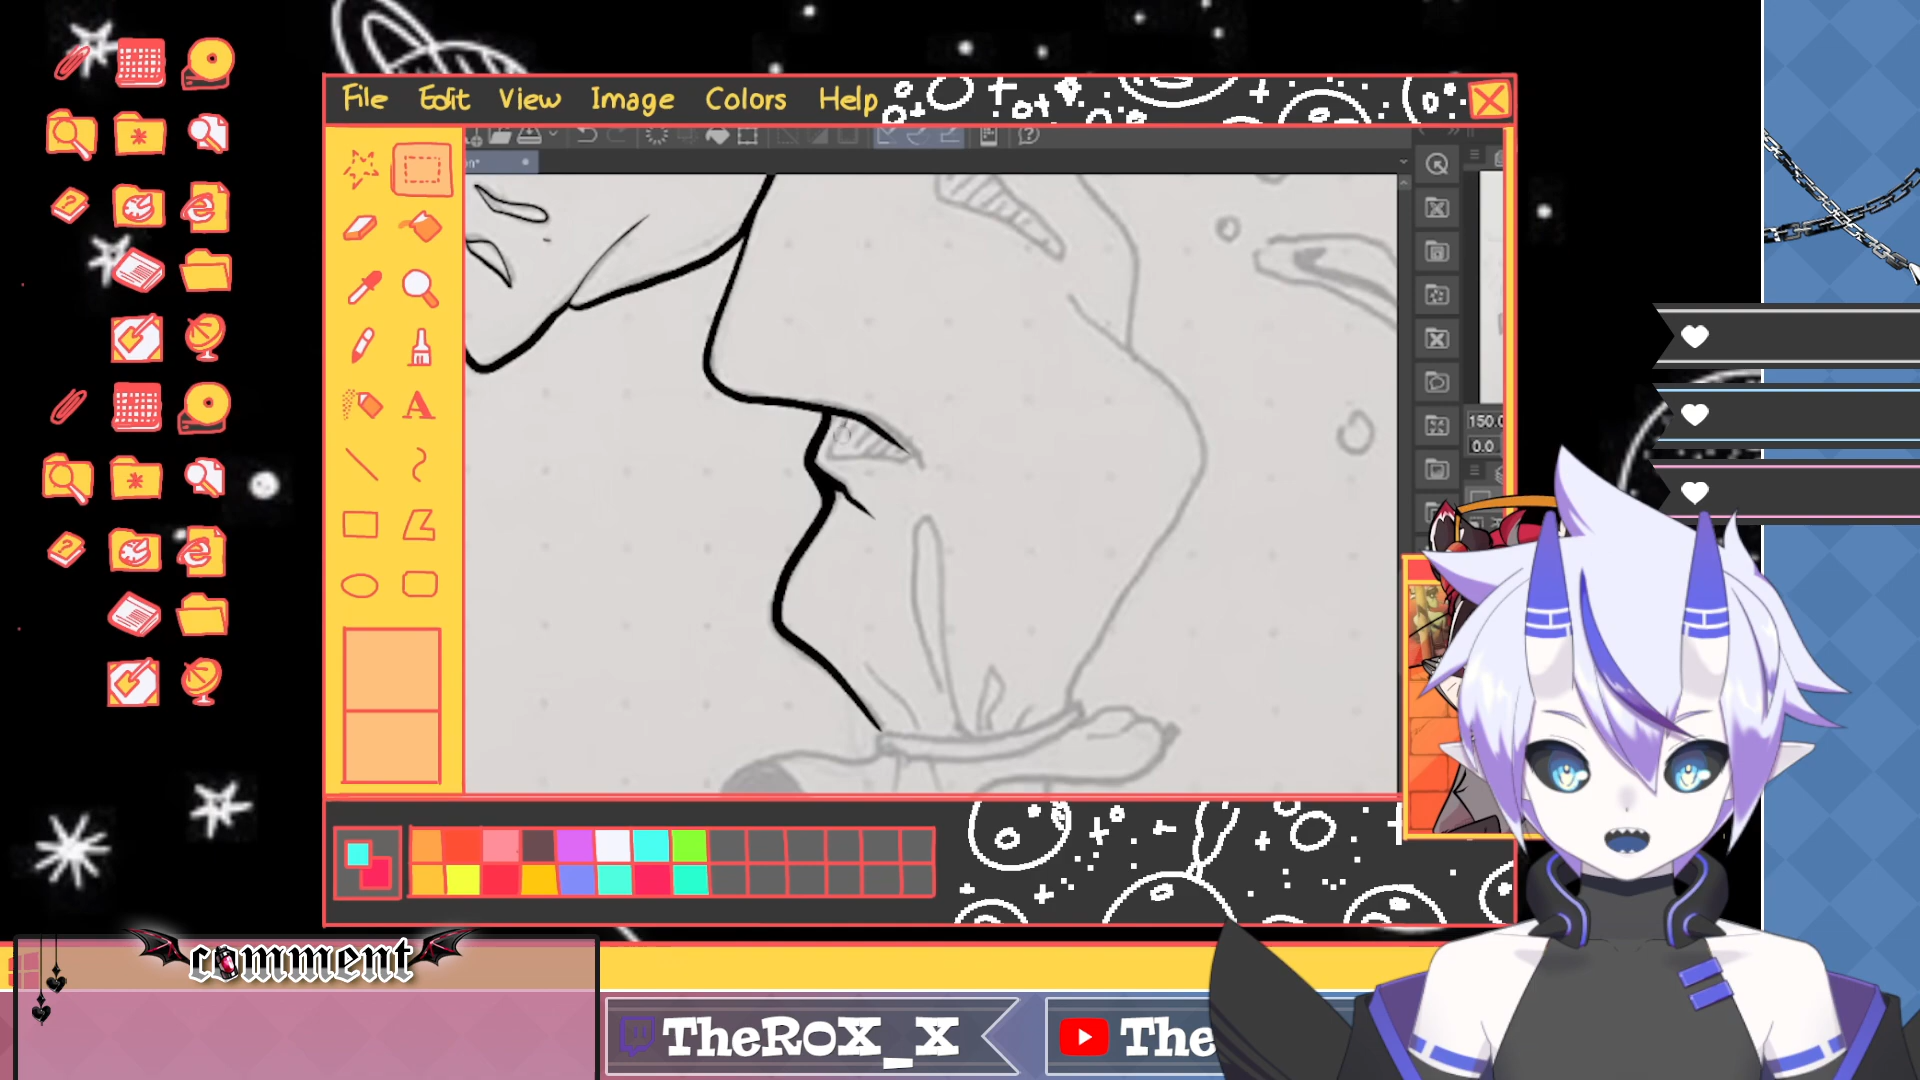 File Edit View Image Colors Help
A
150.0
0.0
comment
TheROX_X
The